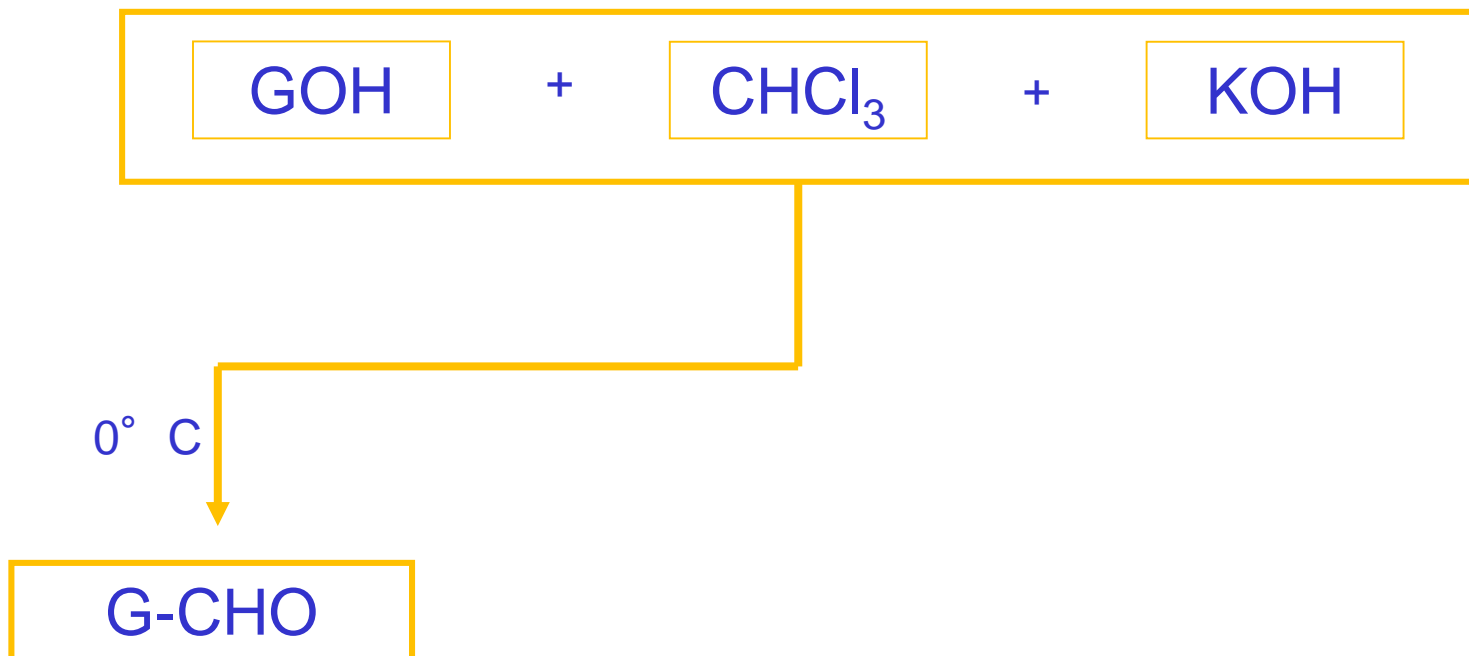 GOH + CHCl₃ + KOH
0° C
G-CHO